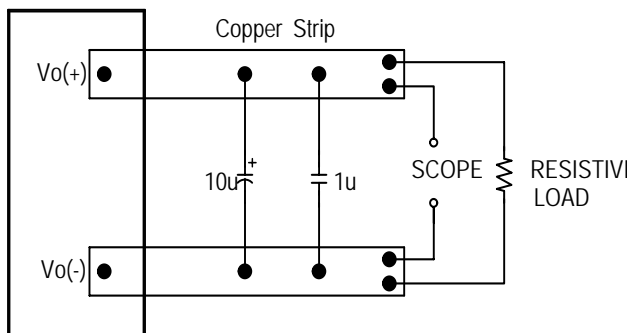 Copper Strip
Vo(+)
+
10u
1u
SCOPE
RESISTIVE
LOAD
Vo(-)